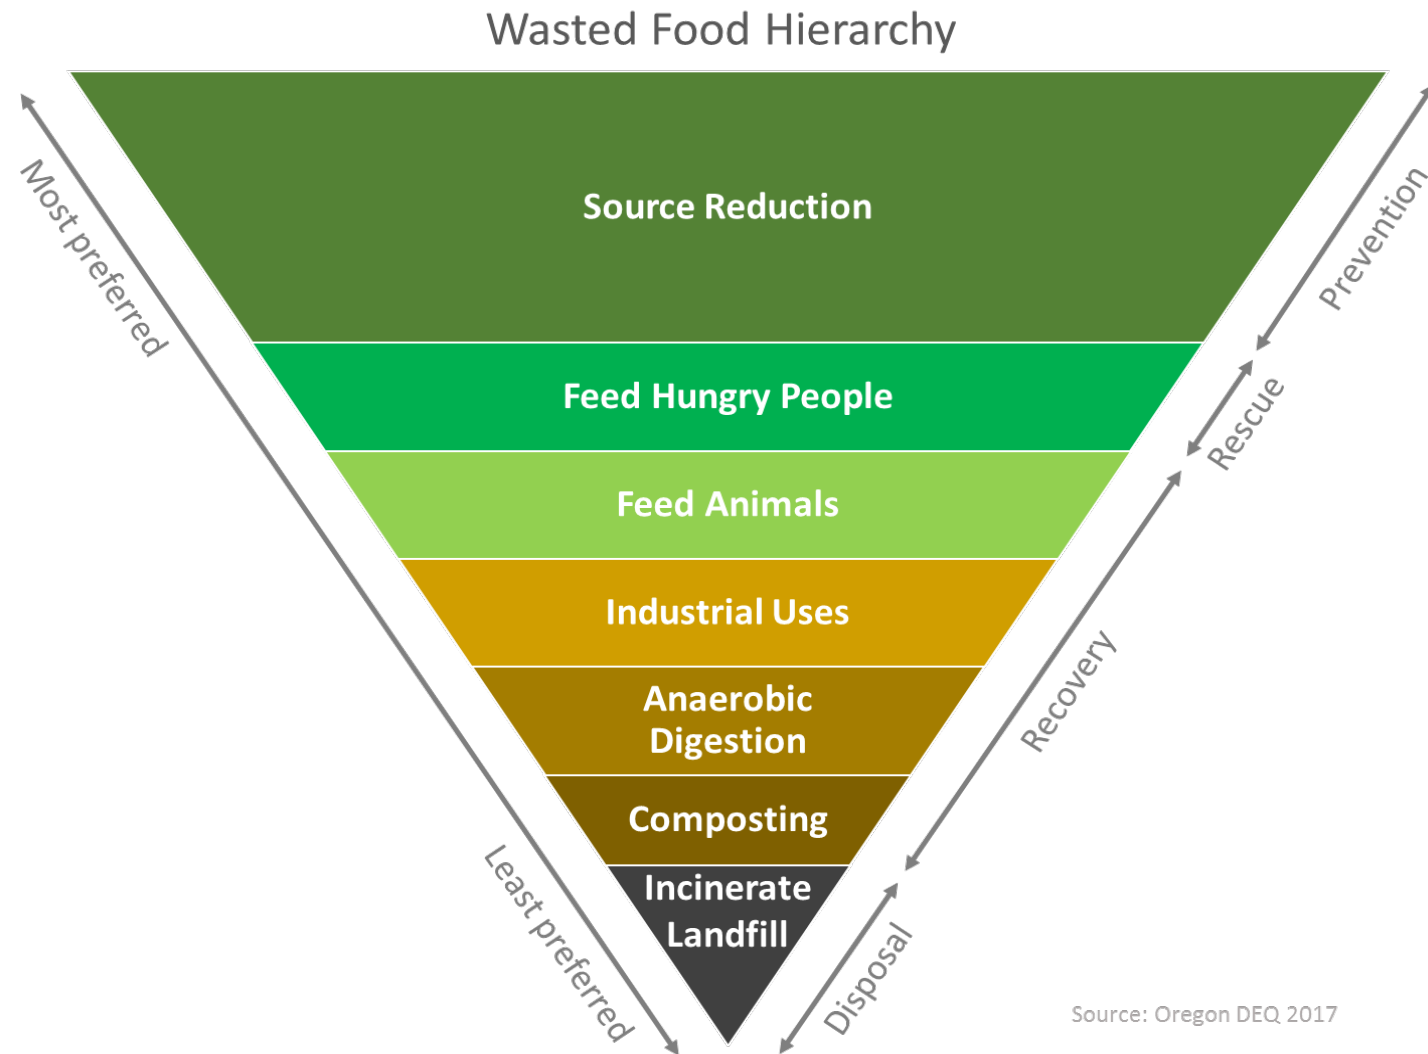 Wasted Food Hierarchy
Most preferred
Source Reduction
Prevention
Feed Hungry People
Rescue
Feed Animals
Industrial Uses
Recovery
Anaerobic
Digestion
Composting
Least preferred
Incinerate
Landfill
Disposal
Source: Oregon DEQ 2017